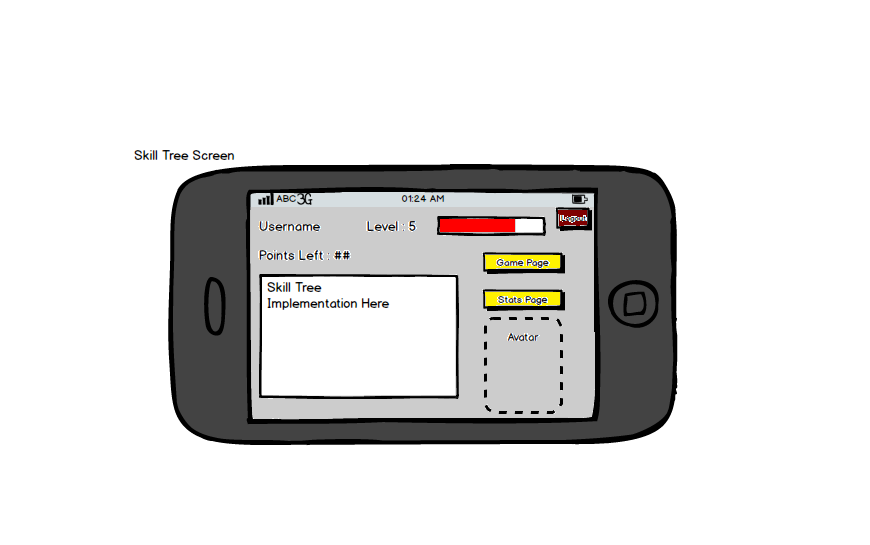 Skill Tree Screen
ABC 3G 01:24 AM
Logout
Username Level : 5
Points Left : ##
Game Page
Skill Tree
Implementation Here
Stats Page
Avatar